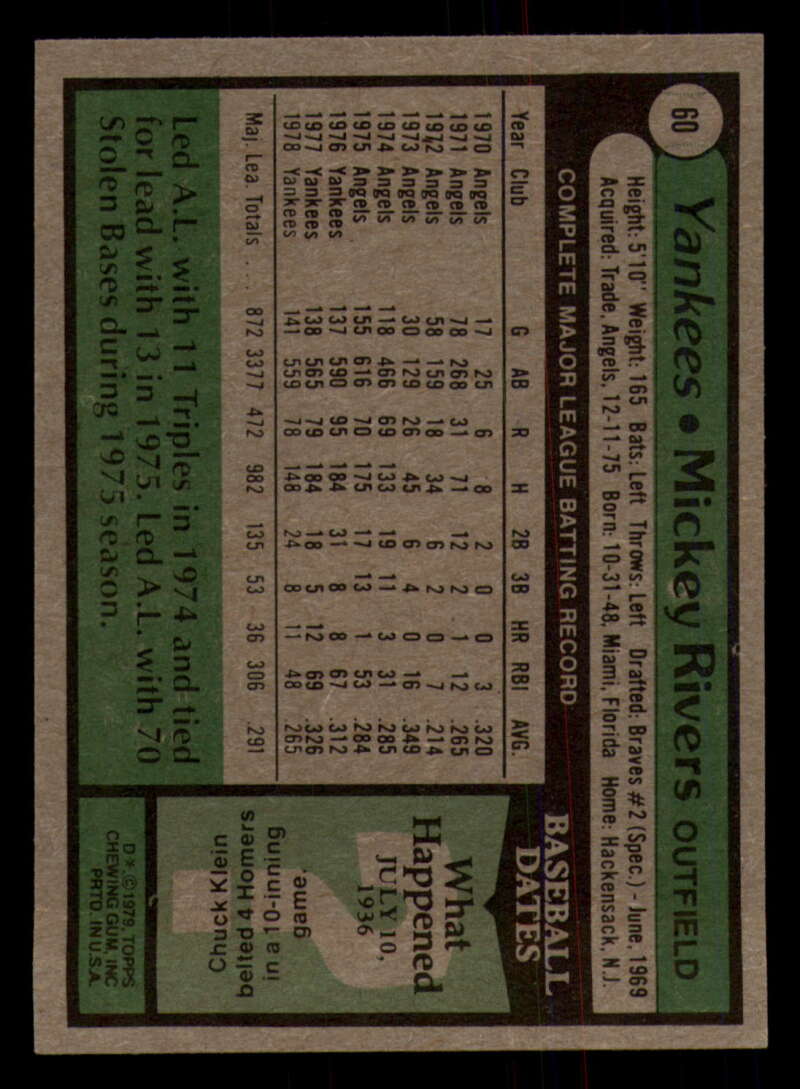 60 Yankees • Mickey Rivers OUTFIELD
Height: 5'10" Weight: 165 Bats: Left Throws: Left Drafted: Braves #2 (Spec.) - June, 1969
Acquired: Trade, Angels, 12-11-75 Born: 10-31-48, Miami, Florida Home: Hackensack, N.J.
COMPLETE MAJOR LEAGUE BATTING RECORD
Year Club G AB R H 2B 3B HR RBI AVG.
1970 Angels 17 25 6 8 2 0 0 3 .320
1971 Angels 78 268 31 71 12 2 1 12 .265
1972 Angels 58 159 18 34 6 2 0 7 .214
1973 Angels 30 129 26 45 6 4 0 16 .349
1974 Angels 118 466 69 133 19 11 3 31 .285
1975 Angels 155 616 70 175 17 13 1 53 .284
1976 Yankees 137 590 95 184 31 8 8 67 .312
1977 Yankees 138 565 79 184 18 5 12 69 .326
1978 Yankees 141 559 78 148 24 8 11 48 .265
Maj. Lea. Totals . . . 872 3377 472 982 135 53 36 306 .291
Led A.L. with 11 Triples in 1974 and tied
for lead with 13 in 1975. Led A.L. with 70
Stolen Bases during 1975 season.
BASEBALL
DATES
What
Happened
JULY 10,
1936
?
Chuck Klein
belted 4 Homers
in a 10-inning
game.
D* © 1979, TOPPS
CHEWING GUM, INC.
PRTD. IN U.S.A.